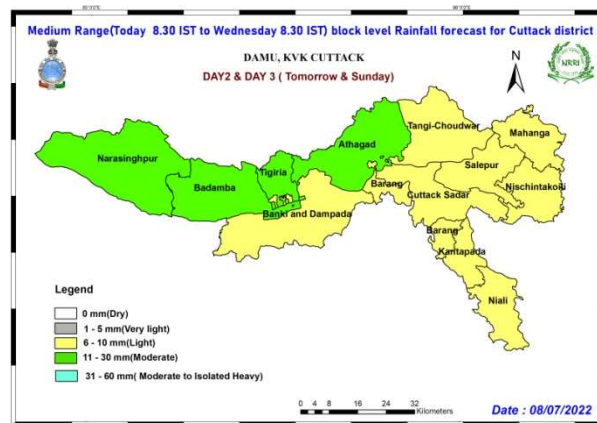 Medium Range(Today 8.30 IST to Wednesday 8.30 IST) block level Rainfall forecast for Cuttack district
DAMU, KVK CUTTACK
DAY2 & DAY 3 ( Tomorrow & Sunday)
N
NRRI
Tangi-Choudwar
Mahanga
Athagad
Narasinghpur
Salepur
Tigiria
Badamba
Barang
Nischintakoili
Cuttack Sadar
Banki and Dampada
Barang
Kantapada
Niali
Legend
0 mm(Dry)
1 - 5 mm(Very light)
6 - 10 mm(Light)
11 - 30 mm(Moderate)
31 - 60 mm( Moderate to Isolated Heavy)
0 4 8 16 24 32
Kilometers
Date : 08/07/2022